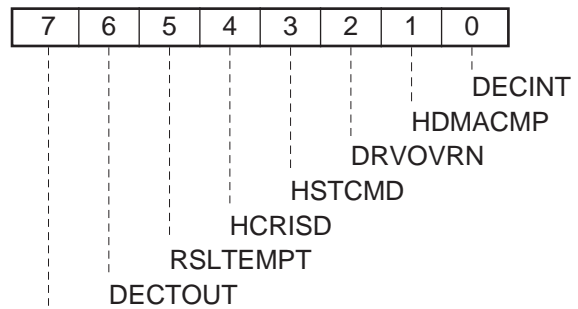 7 6 5 4 3 2 1 0
DECINT
HDMACMP
DRVOVRN
HSTCMD
HCRISD
RSLTEMPT
DECTOUT